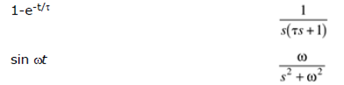 1-e^-t/τ 1/s(τs+1)
sin ωt ω/s²+ω²